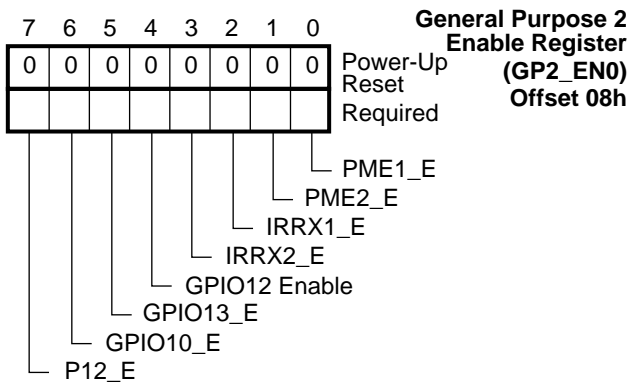 General Purpose 2
Enable Register
(GP2_EN0)
Offset 08h
7 6 5 4 3 2 1 0
0 0 0 0 0 0 0 0 Power-Up
Reset
Required
PME1_E
PME2_E
IRRX1_E
IRRX2_E
GPIO12 Enable
GPIO13_E
GPIO10_E
P12_E